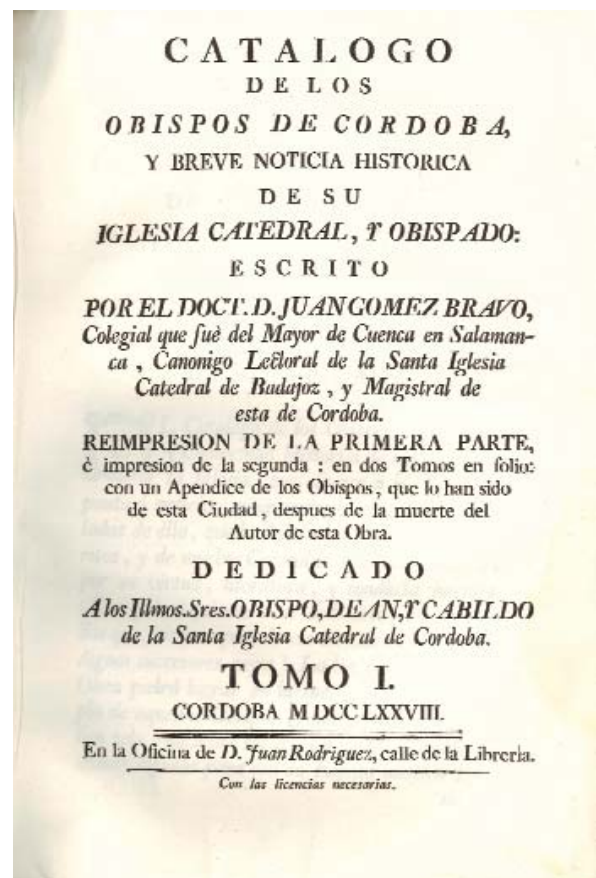 CATALOGO
DE LOS
OBISPOS DE CORDOBA,
Y BREVE NOTICIA HISTORICA
DE SU
IGLESIA CATEDRAL, Y OBISPADO:
ESCRITO
POR EL DOCT. D. JUAN GOMEZ BRAVO,
Colegial que fuè del Mayor de Cuenca en Salaman-
ca , Canonigo Lectoral de la Santa Iglesia
Catedral de Badajoz , y Magistral de
esta de Cordoba.
REIMPRESION DE LA PRIMERA PARTE,
è impresion de la segunda : en dos Tomos en folio:
con un Apendice de los Obispos, que lo han sido
de esta Ciudad, despues de la muerte del
Autor de esta Obra.
DEDICADO
A los Illmos. Sres. OBISPO, DEAN, Y CABILDO
de la Santa Iglesia Catedral de Cordoba.
TOMO I.
CORDOBA M DCC LXXVIII.
En la Oficina de D. Juan Rodriguez, calle de la Libreria.
Con las licencias necesarias.